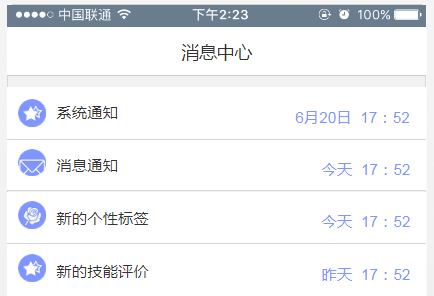 中国联通 下午2:23 100%
消息中心
系统通知 6月20日 17：52
消息通知 今天 17：52
新的个性标签 今天 17：52
新的技能评价 昨天 17：52